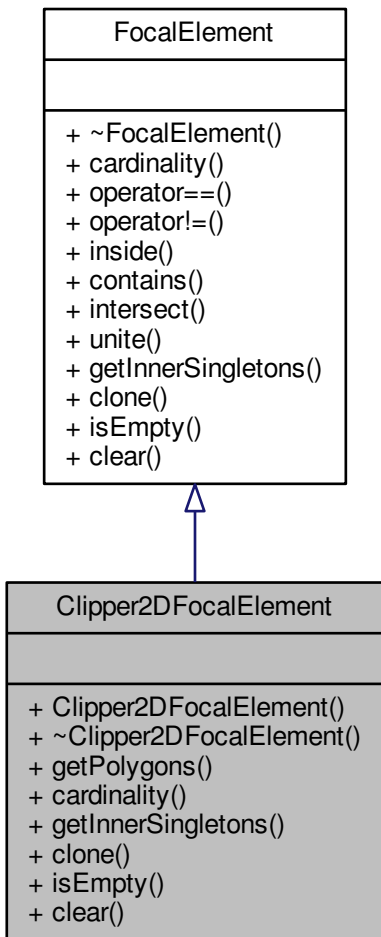 FocalElement
+ ~FocalElement()
+ cardinality()
+ operator==()
+ operator!=()
+ inside()
+ contains()
+ intersect()
+ unite()
+ getInnerSingletons()
+ clone()
+ isEmpty()
+ clear()
Clipper2DFocalElement
+ Clipper2DFocalElement()
+ ~Clipper2DFocalElement()
+ getPolygons()
+ cardinality()
+ getInnerSingletons()
+ clone()
+ isEmpty()
+ clear()